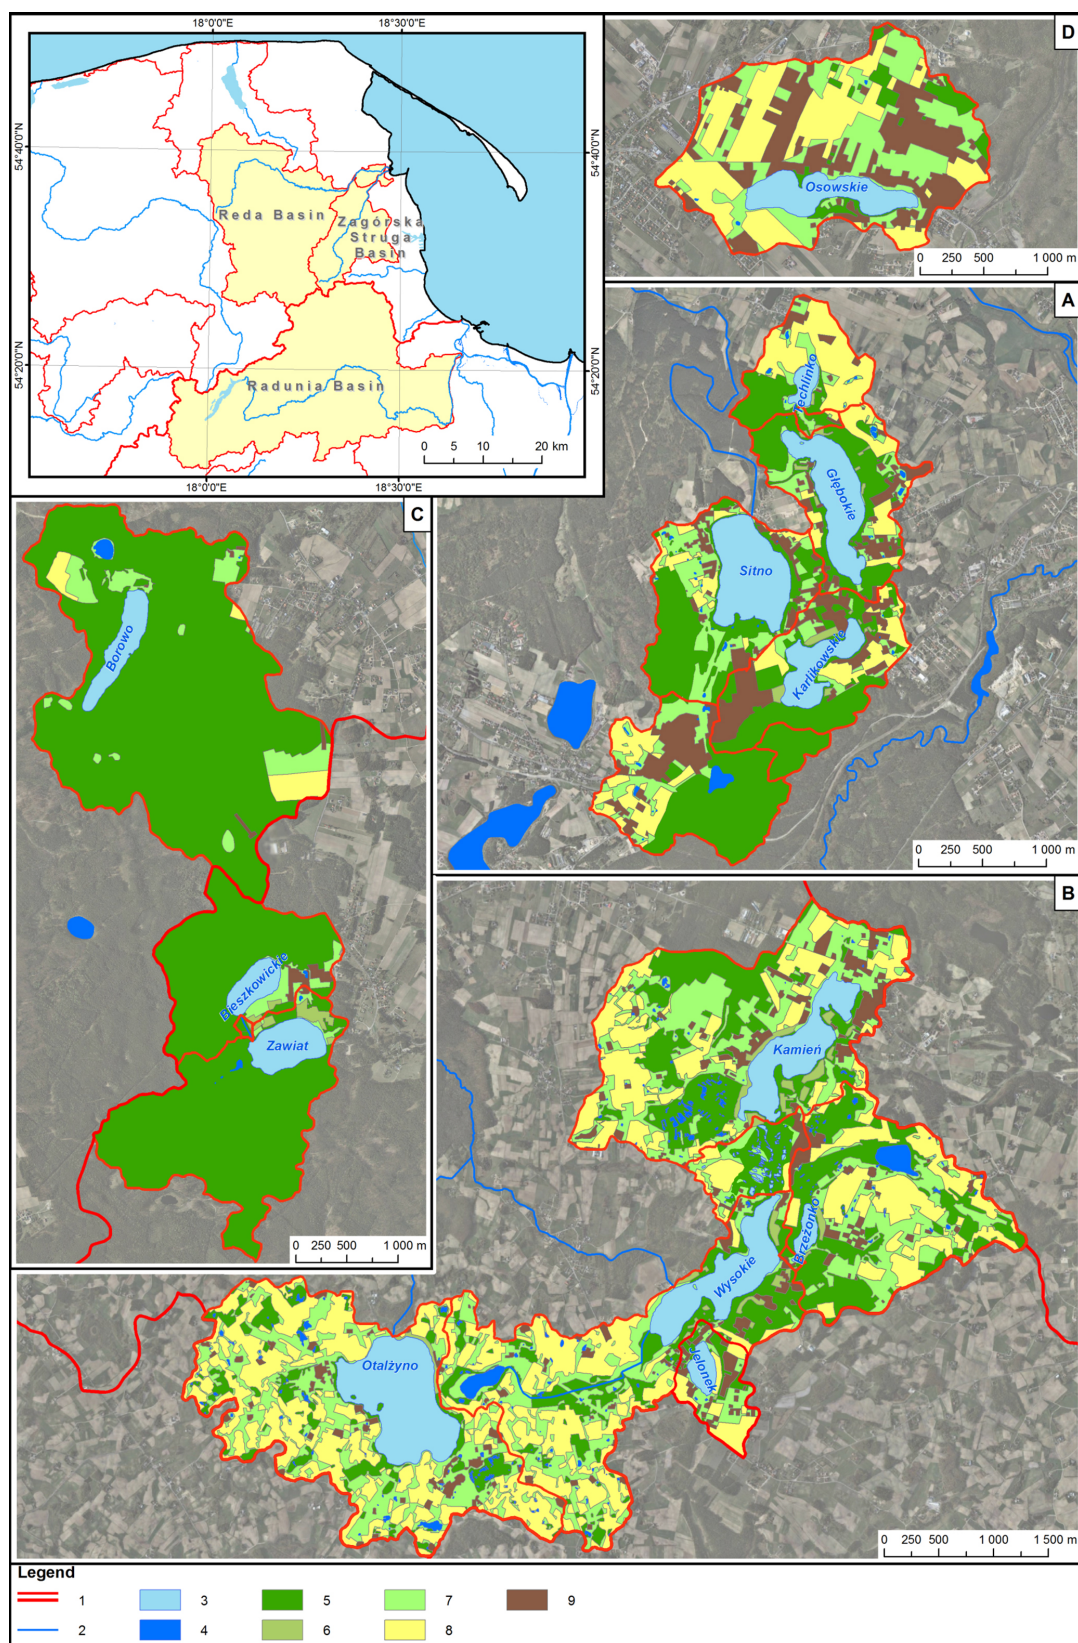 18°0'0"E
18°30'0"E
54°40'0"N
54°40'0"N
Reda Basin
Zagórska
Struga
Basin
54°20'0"N
54°20'0"N
Radunia Basin
0 5 10 20 km
18°0'0"E
18°30'0"E
D
Osowskie
0 250 500 1 000 m
A
Techlinko
Głębokie
Sitno
Karlikowskie
0 250 500 1 000 m
C
Borowo
Bieszkowickie
Zawiat
0 250 500 1 000 m
B
Kamień
Brzeżonko
Wysokie
Otalżyno
Jelonek
0 500 1 000 1 500 m
Legend
1 3 5 7 9
2 4 6 8